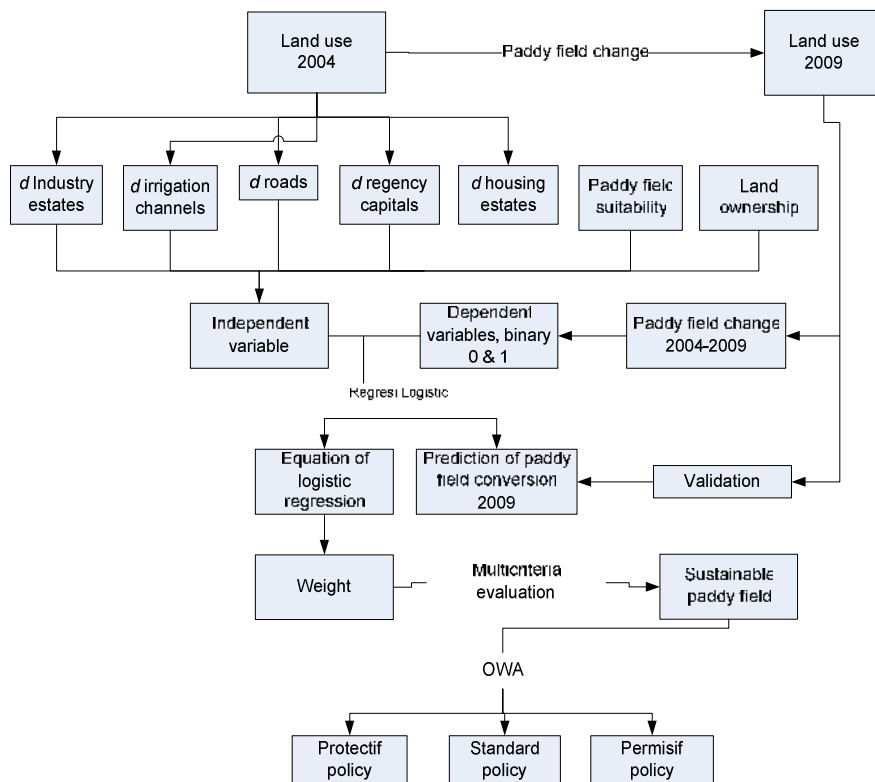 Land use
2004
Paddy field change
Land use
2009
d Industry
estates
d irrigation
channels
d roads
d regency
capitals
d housing
estates
Paddy field
suitability
Land
ownership
Independent
variable
Dependent
variables, binary
0 & 1
Paddy field change
2004-2009
Regresi Logistic
Equation of
logistic
regression
Prediction of paddy
field conversion
2009
Validation
Weight
Multicriteria
evaluation
Sustainable
paddy field
OWA
Protectif
policy
Standard
policy
Permisif
policy